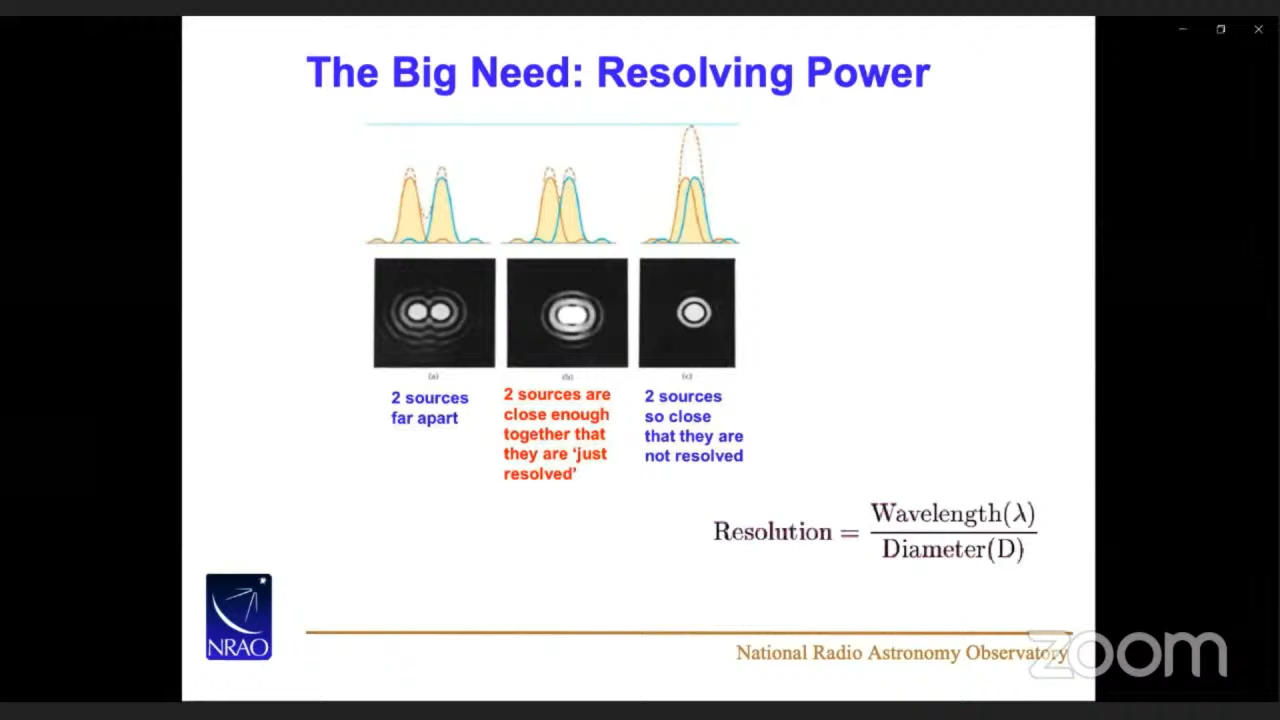 The Big Need: Resolving Power
(a)
(b)
(c)
2 sources
far apart
2 sources are
close enough
together that
they are ‘just
resolved’
2 sources
so close
that they are
not resolved
Resolution = Wavelength(λ)
Diameter(D)
NRAO
National Radio Astronomy Observatory
zoom